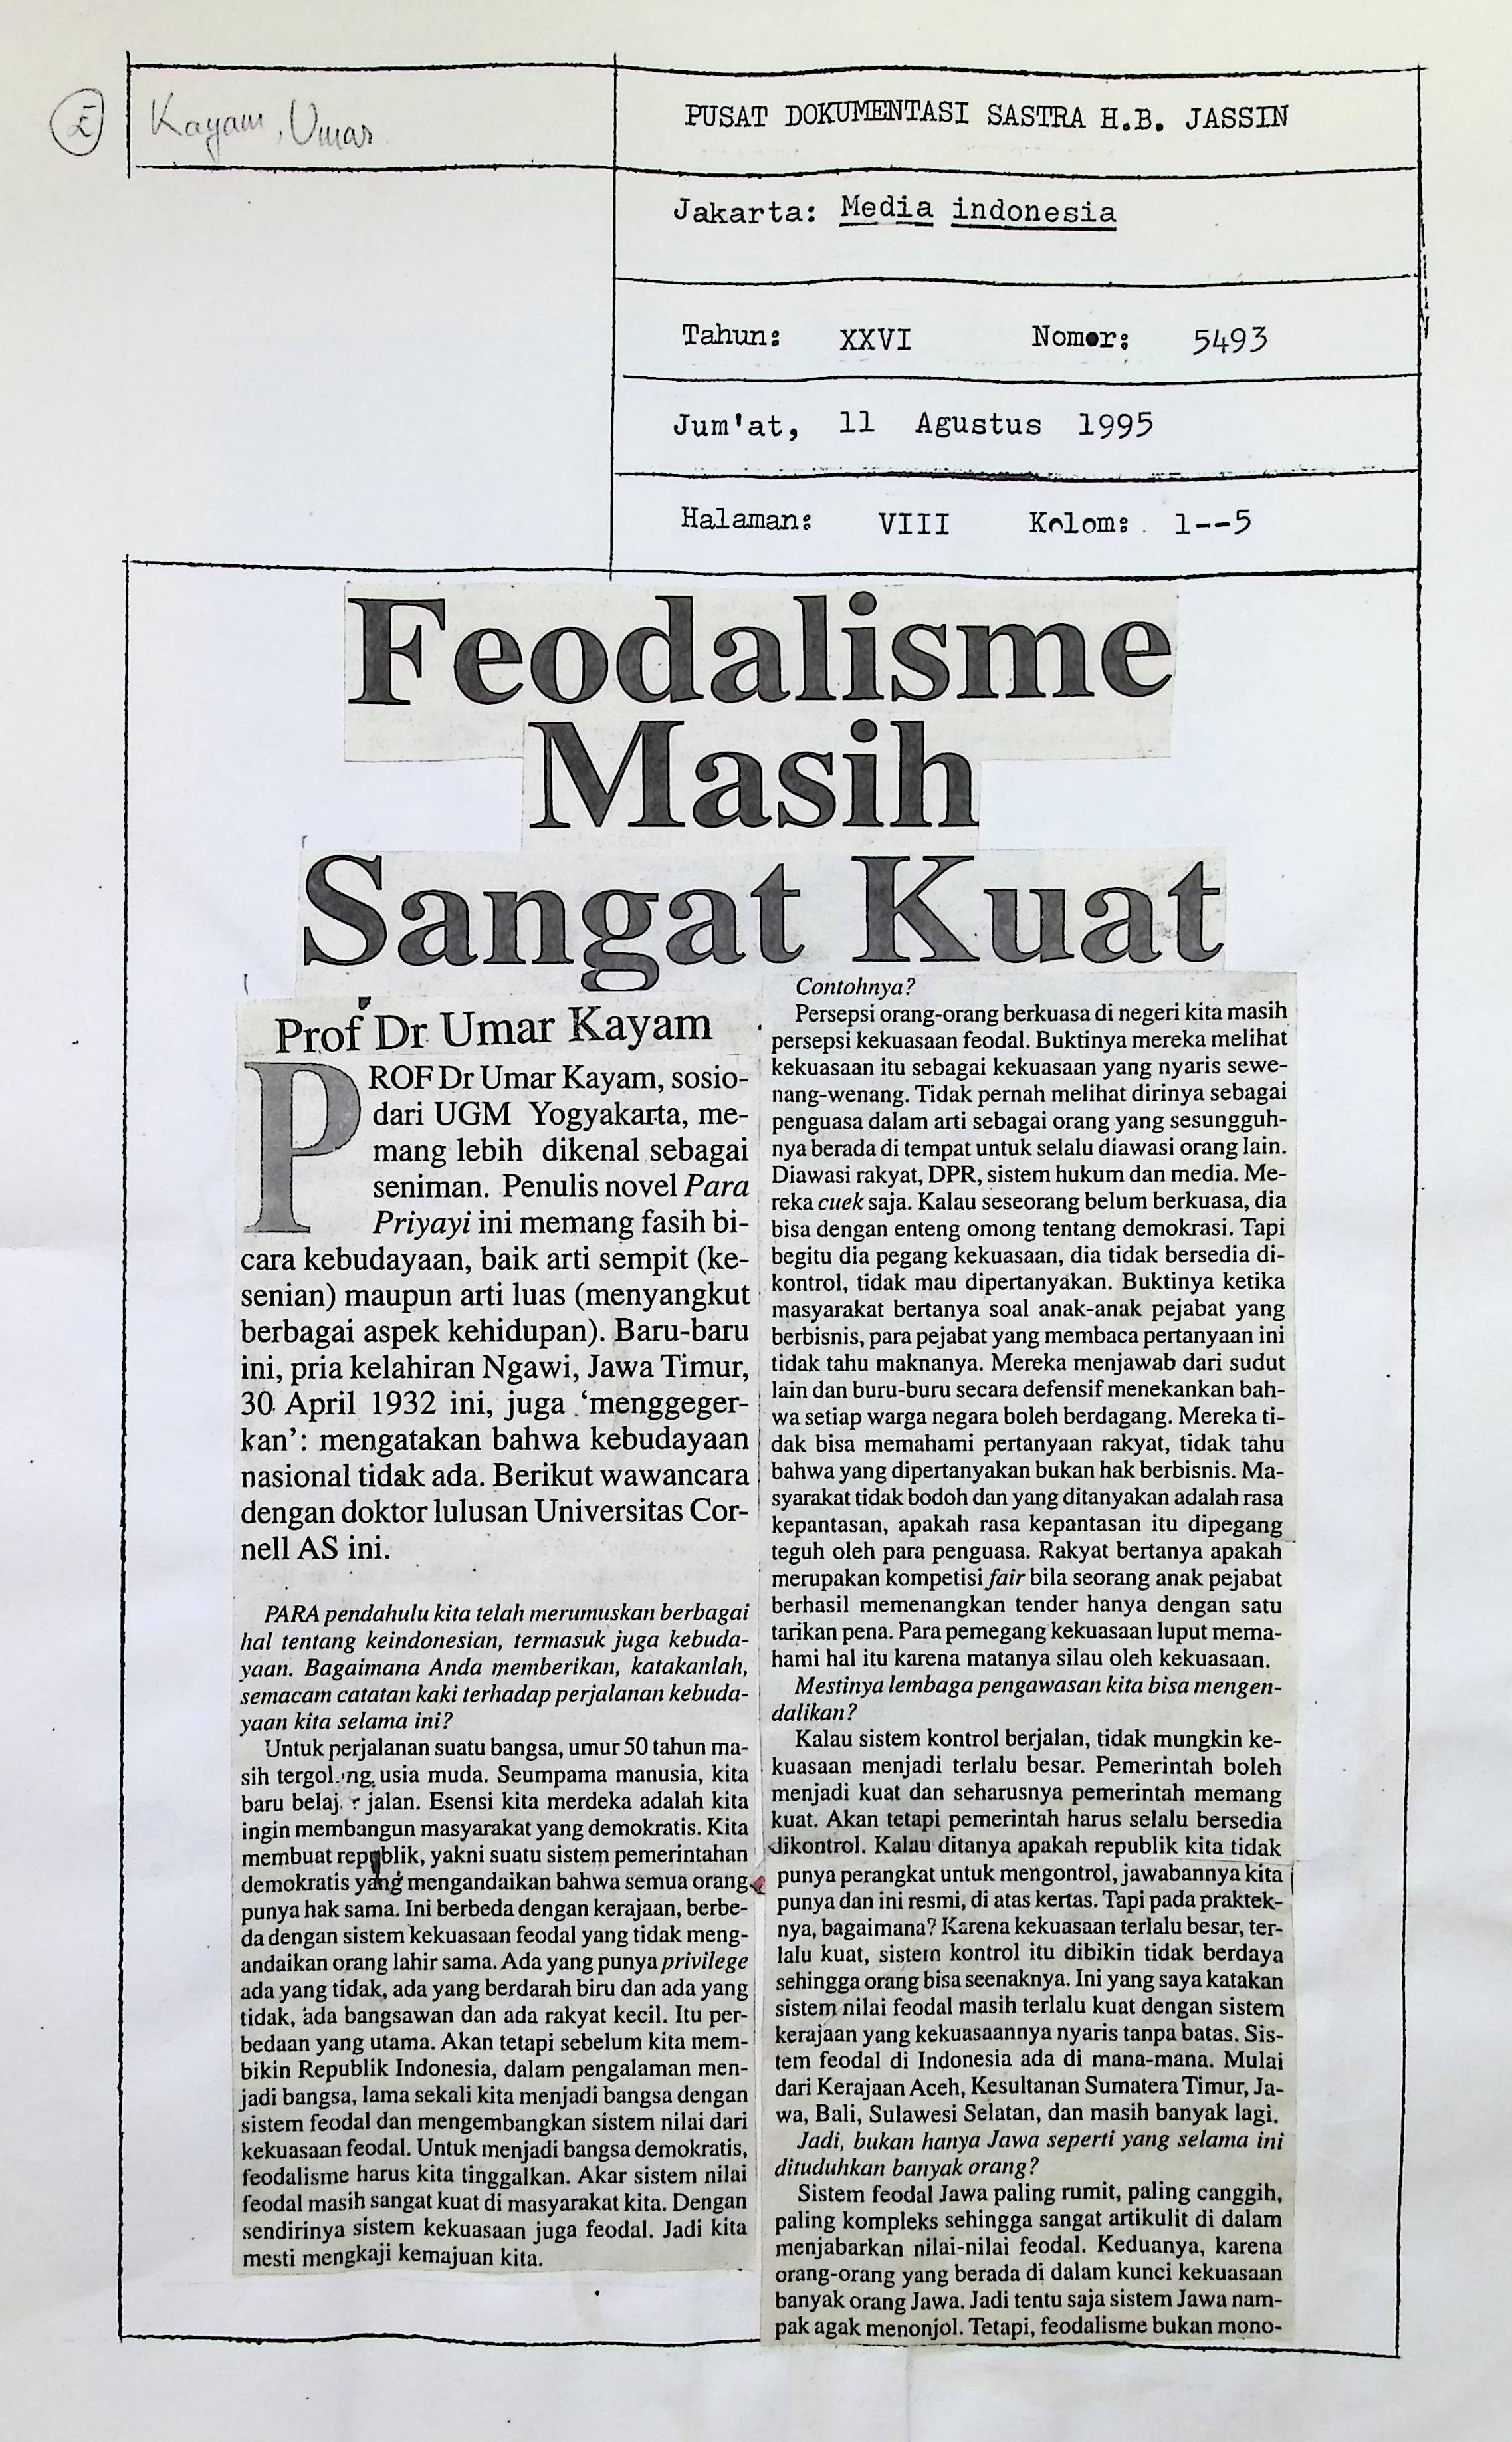 Kayam, Umar
PUSAT DOKUMENTASI SASTRA H.B. JASSIN
Jakarta: Media indonesia
Tahun: XXVI Nomor: 5493
Jum'at, 11 Agustus 1995
Halaman: VIII Kolom: 1--5
Feodalisme
Masih
Sangat Kuat
Prof Dr Umar Kayam
PROF Dr Umar Kayam, sosio-
dari UGM Yogyakarta, me-
mang lebih dikenal sebagai
seniman. Penulis novel Para
Priyayi ini memang fasih bi-
cara kebudayaan, baik arti sempit (ke-
senian) maupun arti luas (menyangkut
berbagai aspek kehidupan). Baru-baru
ini, pria kelahiran Ngawi, Jawa Timur,
30 April 1932 ini, juga 'menggeger-
kan': mengatakan bahwa kebudayaan
nasional tidak ada. Berikut wawancara
dengan doktor lulusan Universitas Cor-
nell AS ini.
PARA pendahulu kita telah merumuskan berbagai
hal tentang keindonesian, termasuk juga kebuda-
yaan. Bagaimana Anda memberikan, katakanlah,
semacam catatan kaki terhadap perjalanan kebuda-
yaan kita selama ini?
Untuk perjalanan suatu bangsa, umur 50 tahun ma-
sih tergolong usia muda. Seumpama manusia, kita
baru belajar jalan. Esensi kita merdeka adalah kita
ingin membangun masyarakat yang demokratis. Kita
membuat republik, yakni suatu sistem pemerintahan
demokratis yang mengandaikan bahwa semua orang
punya hak sama. Ini berbeda dengan kerajaan, berbe-
da dengan sistem kekuasaan feodal yang tidak meng-
andaikan orang lahir sama. Ada yang punya privilege
ada yang tidak, ada yang berdarah biru dan ada yang
tidak, ada bangsawan dan ada rakyat kecil. Itu per-
bedaan yang utama. Akan tetapi sebelum kita mem-
bikin Republik Indonesia, dalam pengalaman men-
jadi bangsa, lama sekali kita menjadi bangsa dengan
sistem feodal dan mengembangkan sistem nilai dari
kekuasaan feodal. Untuk menjadi bangsa demokratis,
feodalisme harus kita tinggalkan. Akar sistem nilai
feodal masih sangat kuat di masyarakat kita. Dengan
sendirinya sistem kekuasaan juga feodal. Jadi kita
mesti mengkaji kemajuan kita.
Contohnya?
Persepsi orang-orang berkuasa di negeri kita masih
persepsi kekuasaan feodal. Buktinya mereka melihat
kekuasaan itu sebagai kekuasaan yang nyaris sewe-
nang-wenang. Tidak pernah melihat dirinya sebagai
penguasa dalam arti sebagai orang yang sesungguh-
nya berada di tempat untuk selalu diawasi orang lain.
Diawasi rakyat, DPR, sistem hukum dan media. Me-
reka cuek saja. Kalau seseorang belum berkuasa, dia
bisa dengan enteng omong tentang demokrasi. Tapi
begitu dia pegang kekuasaan, dia tidak bersedia di-
kontrol, tidak mau dipertanyakan. Buktinya ketika
masyarakat bertanya soal anak-anak pejabat yang
berbisnis, para pejabat yang membaca pertanyaan ini
tidak tahu maknanya. Mereka menjawab dari sudut
lain dan buru-buru secara defensif menekankan bah-
wa setiap warga negara boleh berdagang. Mereka ti-
dak bisa memahami pertanyaan rakyat, tidak tahu
bahwa yang dipertanyakan bukan hak berbisnis. Ma-
syarakat tidak bodoh dan yang ditanyakan adalah rasa
kepantasan, apakah rasa kepantasan itu dipegang
teguh oleh para penguasa. Rakyat bertanya apakah
merupakan kompetisi fair bila seorang anak pejabat
berhasil memenangkan tender hanya dengan satu
tarikan pena. Para pemegang kekuasaan luput mema-
hami hal itu karena matanya silau oleh kekuasaan.
Mestinya lembaga pengawasan kita bisa mengen-
dalikan?
Kalau sistem kontrol berjalan, tidak mungkin ke-
kuasaan menjadi terlalu besar. Pemerintah boleh
menjadi kuat dan seharusnya pemerintah memang
kuat. Akan tetapi pemerintah harus selalu bersedia
dikontrol. Kalau ditanya apakah republik kita tidak
punya perangkat untuk mengontrol, jawabannya kita
punya dan ini resmi, di atas kertas. Tapi pada praktek-
nya, bagaimana? Karena kekuasaan terlalu besar, ter-
lalu kuat, sistem kontrol itu dibikin tidak berdaya
sehingga orang bisa seenaknya. Ini yang saya katakan
sistem nilai feodal masih terlalu kuat dengan sistem
kerajaan yang kekuasaannya nyaris tanpa batas. Sis-
tem feodal di Indonesia ada di mana-mana. Mulai
dari Kerajaan Aceh, Kesultanan Sumatera Timur, Ja-
wa, Bali, Sulawesi Selatan, dan masih banyak lagi.
Jadi, bukan hanya Jawa seperti yang selama ini
dituduhkan banyak orang?
Sistem feodal Jawa paling rumit, paling canggih,
paling kompleks sehingga sangat artikulit di dalam
menjabarkan nilai-nilai feodal. Keduanya, karena
orang-orang yang berada di dalam kunci kekuasaan
banyak orang Jawa. Jadi tentu saja sistem Jawa nam-
pak agak menonjol. Tetapi, feodalisme bukan mono-